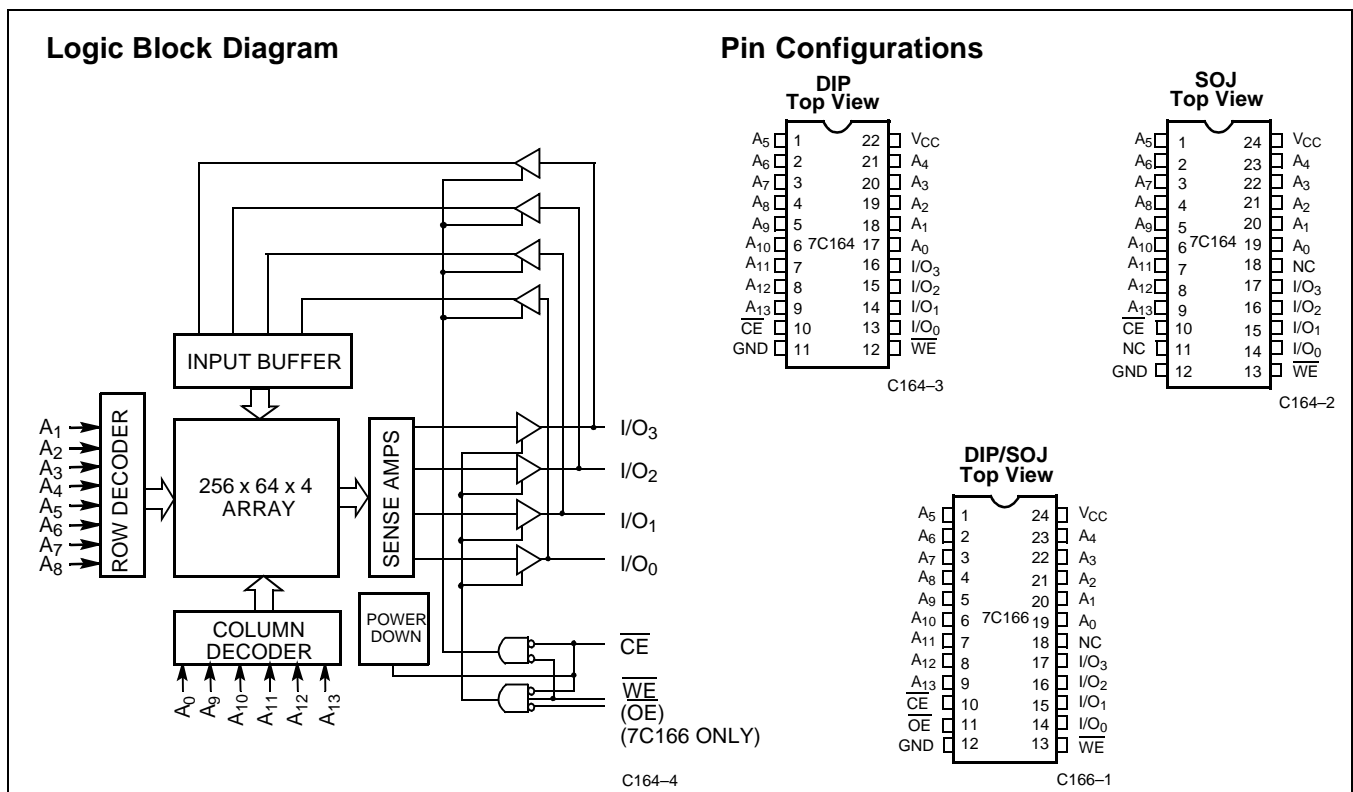 Logic Block Diagram
INPUT BUFFER
A1
A2
A3
A4
A5
A6
A7
A8
ROW DECODER
256 x 64 x 4
ARRAY
SENSE AMPS
I/O3
I/O2
I/O1
I/O0
COLUMN
DECODER
A0
A9
A10
A11
A12
A13
POWER
DOWN
CE
WE
(OE)
(7C166 ONLY)
C164–4
Pin Configurations
DIP
Top View
A5 1 22 VCC
A6 2 21 A4
A7 3 20 A3
A8 4 19 A2
A9 5 18 A1
A10 6 7C164 17 A0
A11 7 16 I/O3
A12 8 15 I/O2
A13 9 14 I/O1
CE 10 13 I/O0
GND 11 12 WE
C164–3
SOJ
Top View
A5 1 24 VCC
A6 2 23 A4
A7 3 22 A3
A8 4 21 A2
A9 5 20 A1
A10 6 7C164 19 A0
A11 7 18 NC
A12 8 17 I/O3
A13 9 16 I/O2
CE 10 15 I/O1
NC 11 14 I/O0
GND 12 13 WE
C164–2
DIP/SOJ
Top View
A5 1 24 VCC
A6 2 23 A4
A7 3 22 A3
A8 4 21 A2
A9 5 20 A1
A10 6 7C166 19 A0
A11 7 18 NC
A12 8 17 I/O3
A13 9 16 I/O2
CE 10 15 I/O1
OE 11 14 I/O0
GND 12 13 WE
C166–1